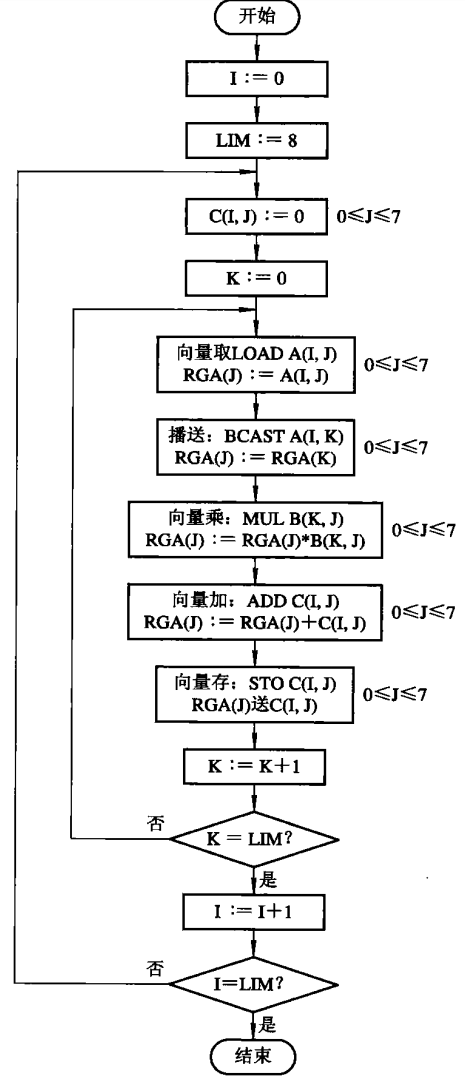 开始
I := 0
LIM := 8
C(I, J) := 0 0≤J≤7
K := 0
向量取LOAD A(I, J)
RGA(J) := A(I, J)
0≤J≤7
播送：BCAST A(I, K)
RGA(J) := RGA(K)
0≤J≤7
向量乘：MUL B(K, J)
RGA(J) := RGA(J)*B(K, J)
0≤J≤7
向量加：ADD C(I, J)
RGA(J) := RGA(J)+C(I, J)
0≤J≤7
向量存：STO C(I, J)
RGA(J)送C(I, J)
0≤J≤7
K := K+1
否
K = LIM?
是
I := I+1
否
I=LIM?
是
结束